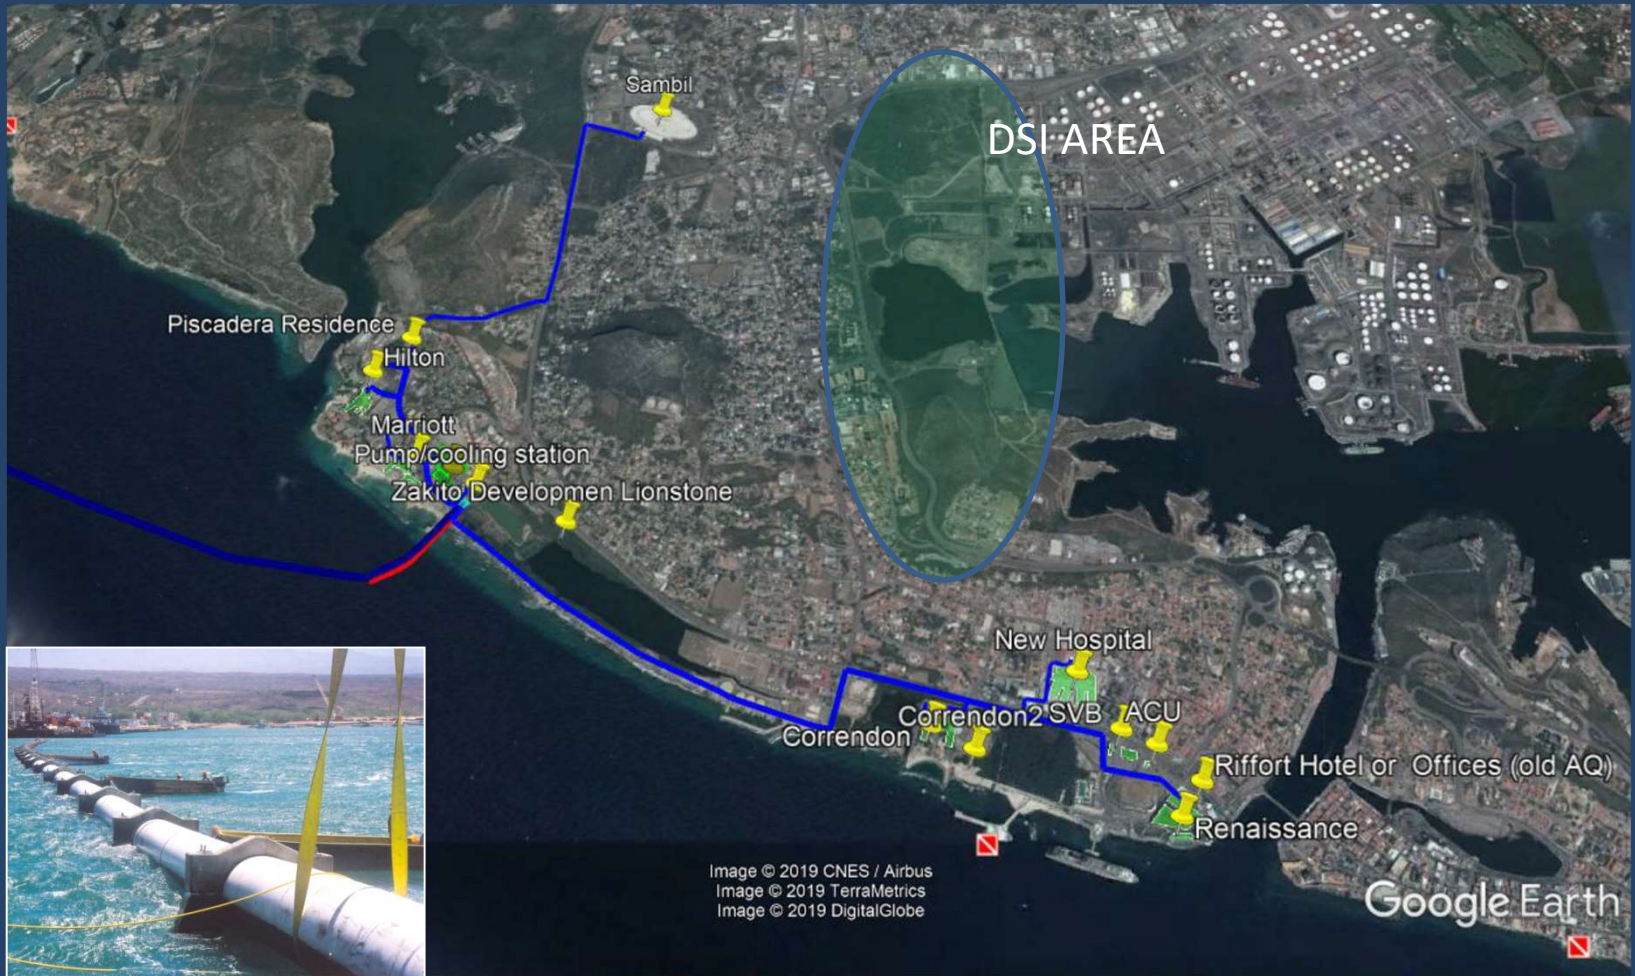 Sambil
DSI AREA
Piscadera Residence
Hilton
Marriott
Pump/cooling station
Zakito Developmen Lionstone
New Hospital
Correndon2 SVB ACU
Correndon
Riffort Hotel or Offices (old AQ)
Renaissance
Image © 2019 CNES / Airbus
Image © 2019 TerraMetrics
Image © 2019 DigitalGlobe
Google Earth